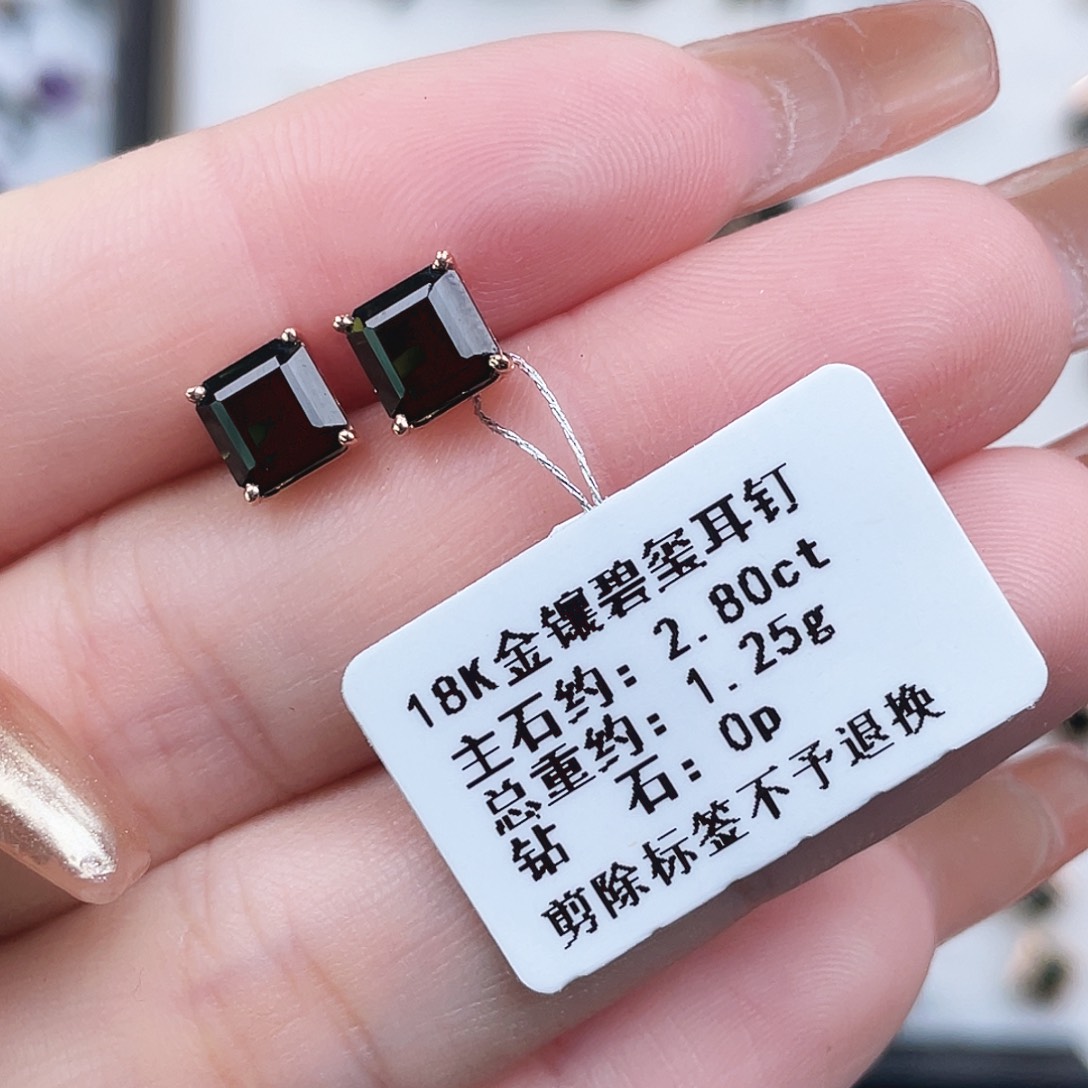 18K金镶碧玺耳钉
主石约: 2.80ct
总重约: 1.25g
钻 石: 0p
剪除标签不予退换